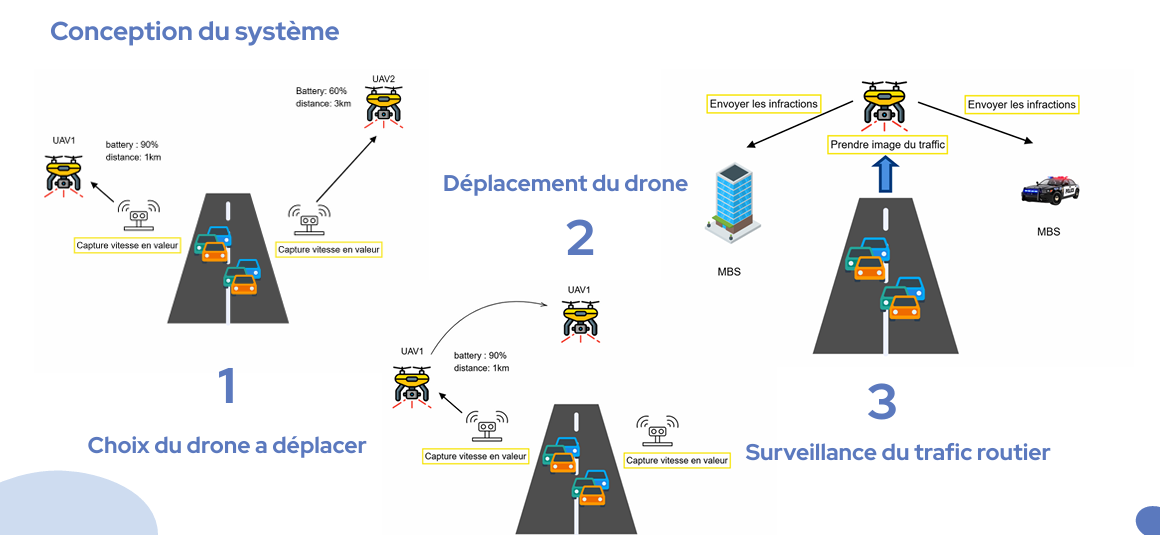 Conception du système
UAV2
Battery: 60%
distance: 3km
UAV1
battery : 90%
distance: 1km
Capture vitesse en valeur
Capture vitesse en valeur
1
Choix du drone a déplacer
Déplacement du drone
2
UAV1
UAV1
battery : 90%
distance: 1km
Capture vitesse en valeur
Capture vitesse en valeur
Envoyer les infractions
Envoyer les infractions
Prendre image du traffic
POLICE
MBS
MBS
3
Surveillance du trafic routier